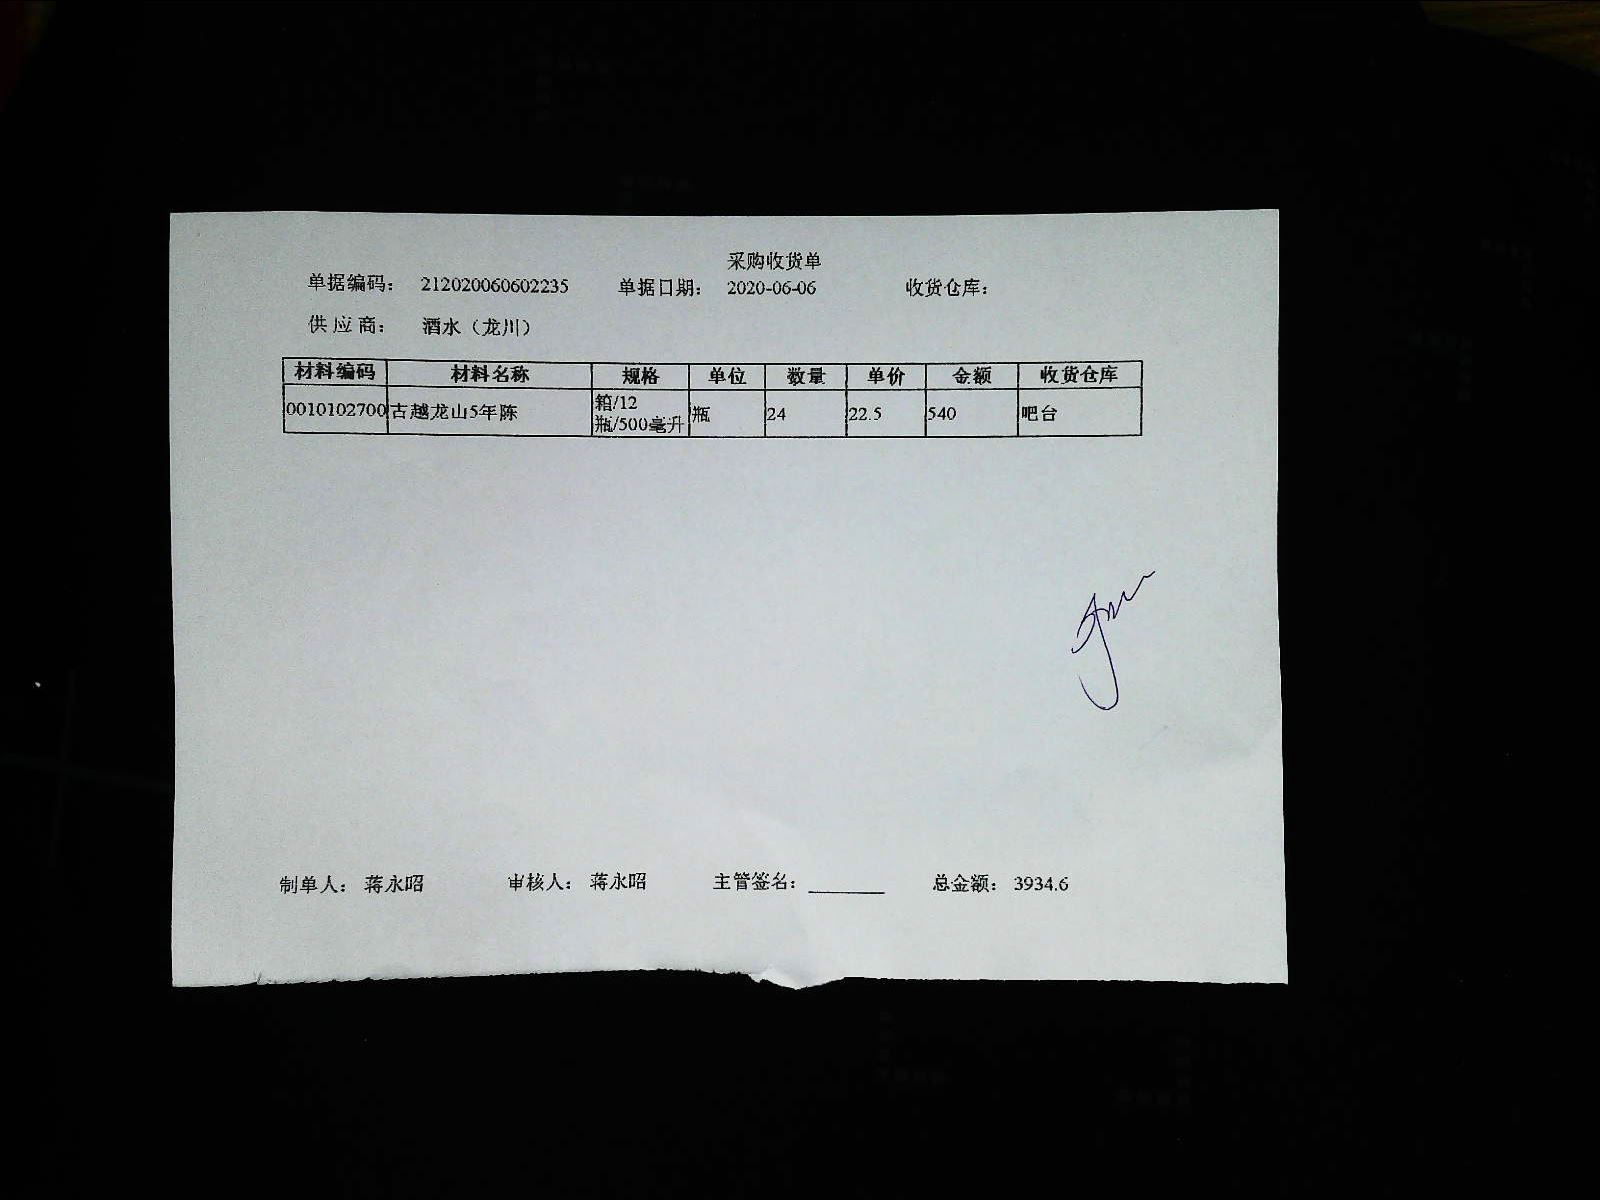 采购收货单
单据编码： 212020060602235 单据日期： 2020-06-06 收货仓库：
供 应 商： 酒水（龙川）
材料编码 材料名称 规格 单位 数量 单价 金额 收货仓库
0010102700 古越龙山5年陈 箱/12瓶/500毫升 瓶 24 22.5 540 吧台
制单人： 蒋永昭 审核人： 蒋永昭 主管签名：________ 总金额： 3934.6